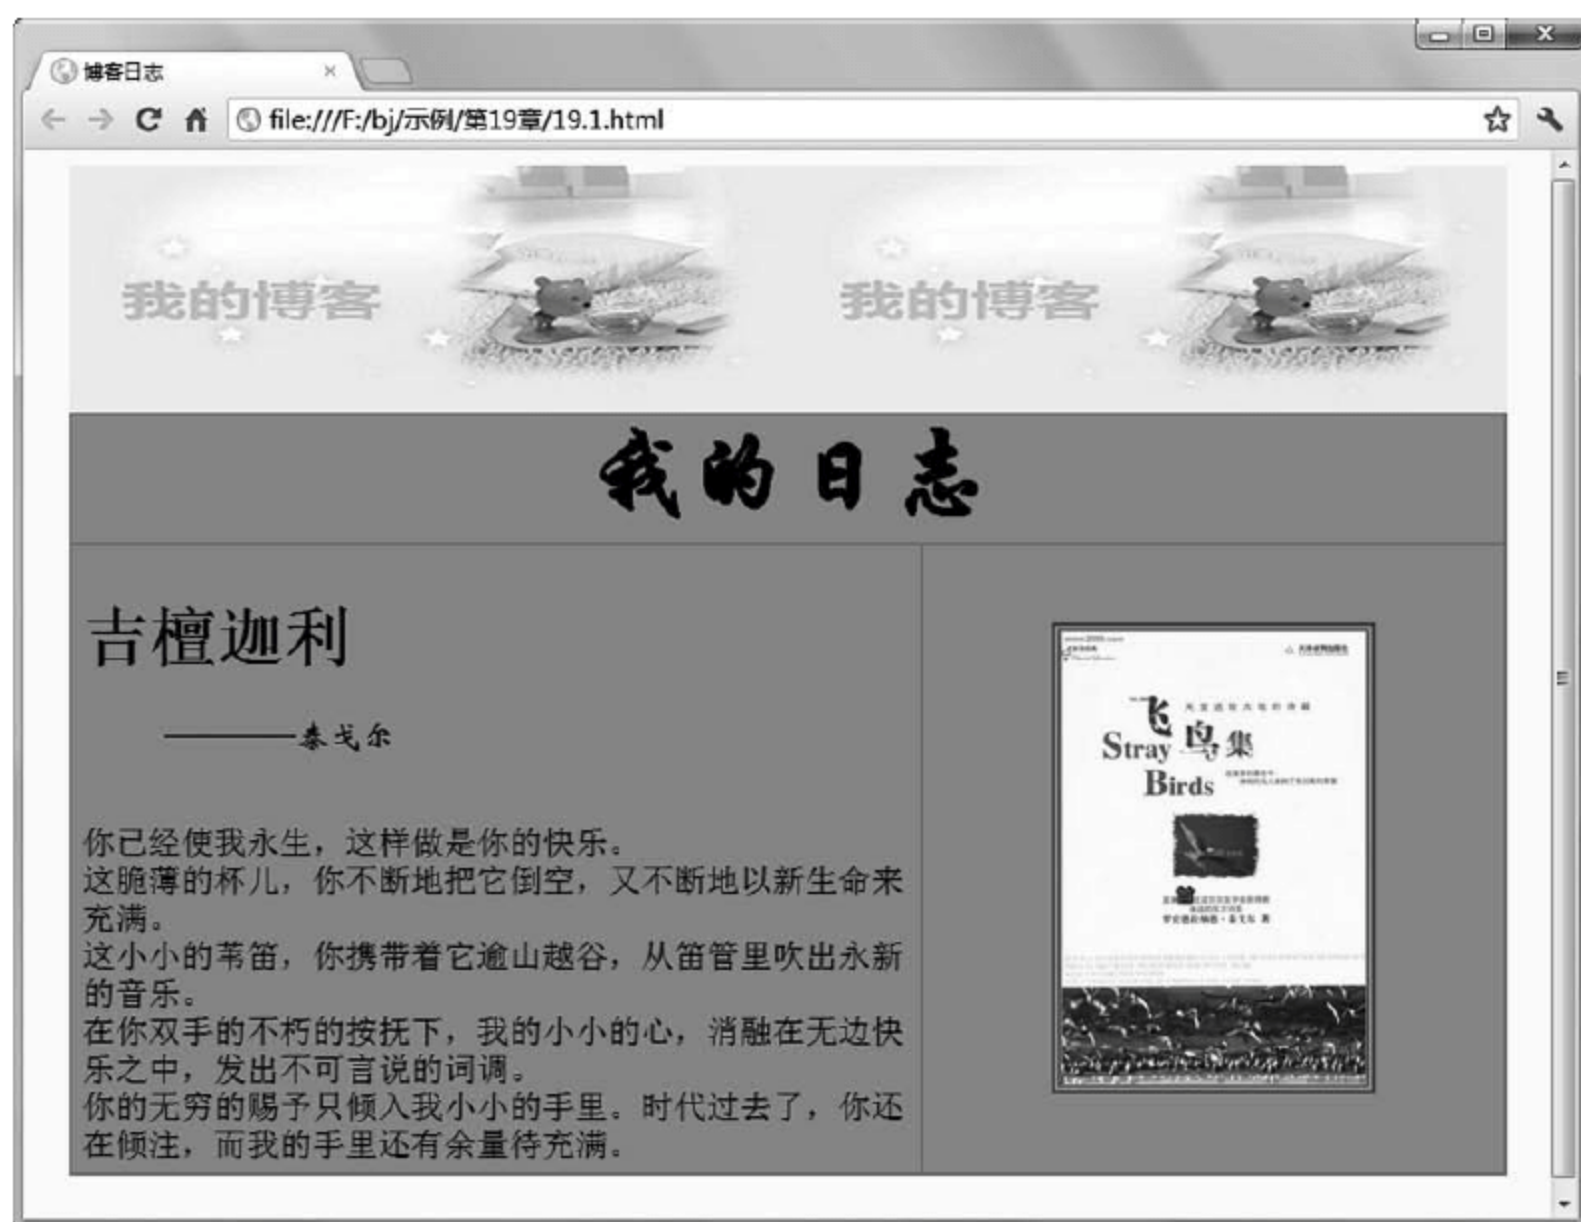 博客日志
file:///F:/bj/示例/第19章/19.1.html
我的博客 我的博客
我的日志
吉檀迦利
————泰戈尔
你已经使我永生，这样做是你的快乐。
这脆薄的杯儿，你不断地把它倒空，又不断地以新生命来
充满。
这小小的苇笛，你携带着它逾山越谷，从笛管里吹出永新
的音乐。
在你双手的不朽的按抚下，我的小小的心，消融在无边快
乐之中，发出不可言说的词调。
你的无穷的赐予只倾入我小小的手里。时代过去了，你还
在倾注，而我的手里还有余量待充满。
飞鸟集
Stray
Birds